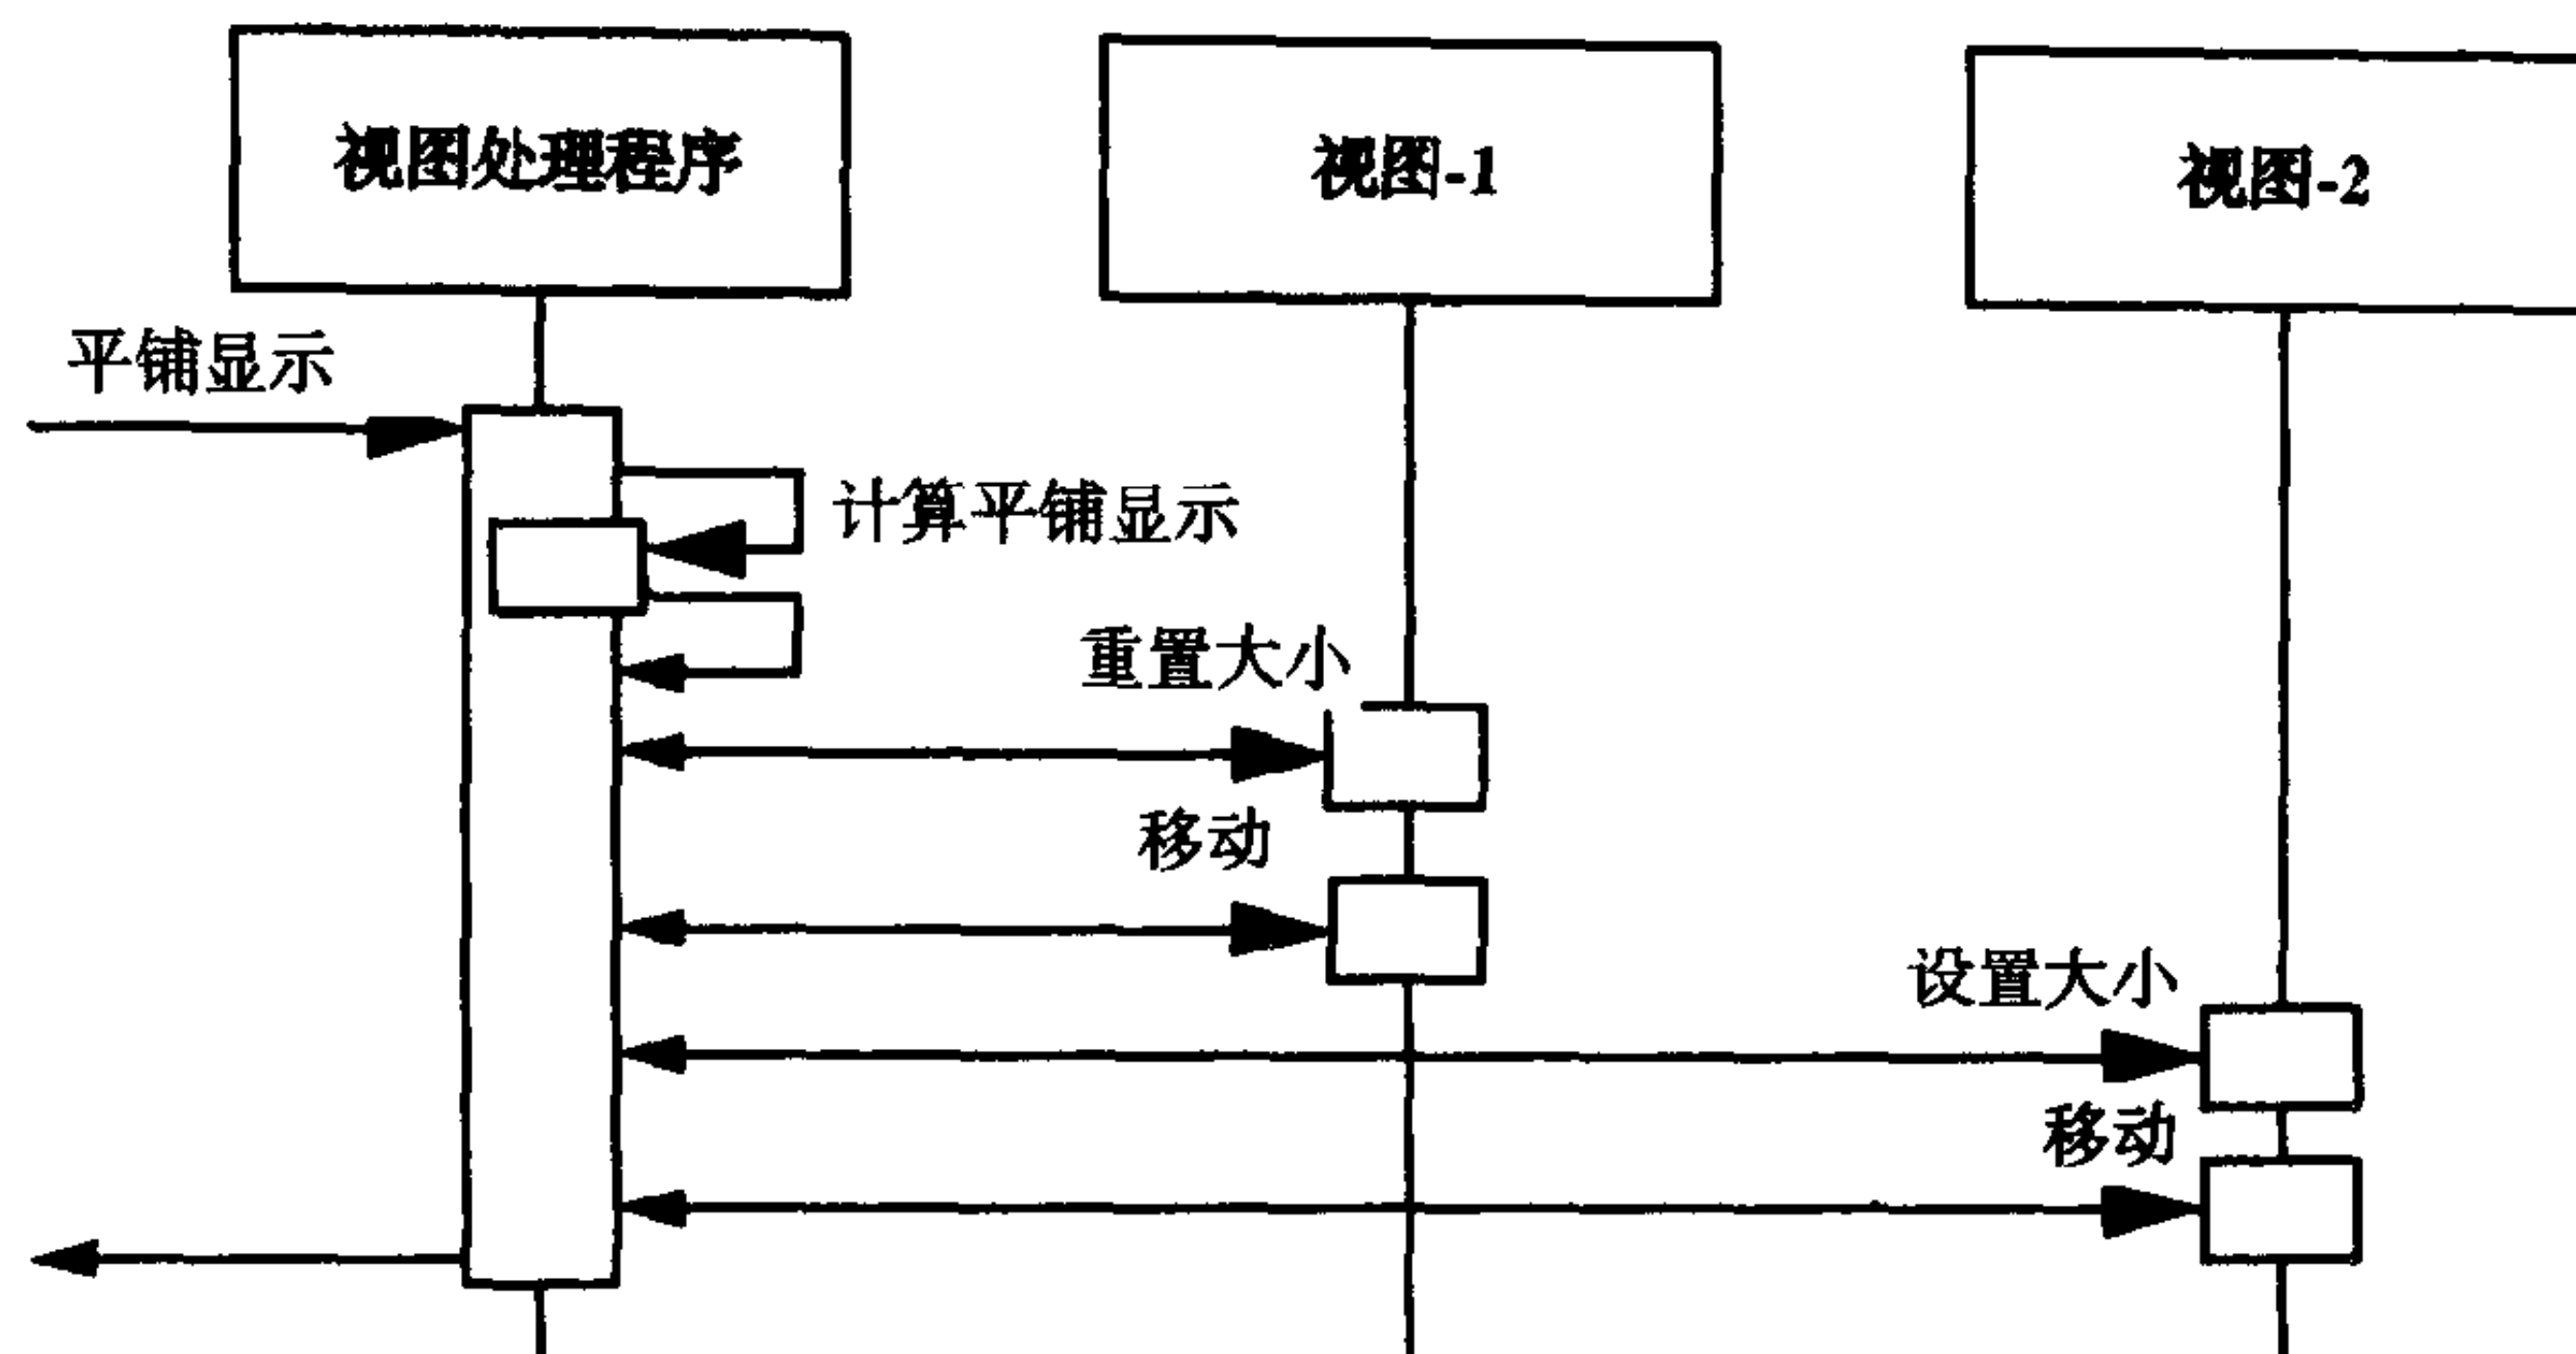 视图处理程序
视图-1
视图-2
平铺显示
计算平铺显示
重置大小
移动
设置大小
移动